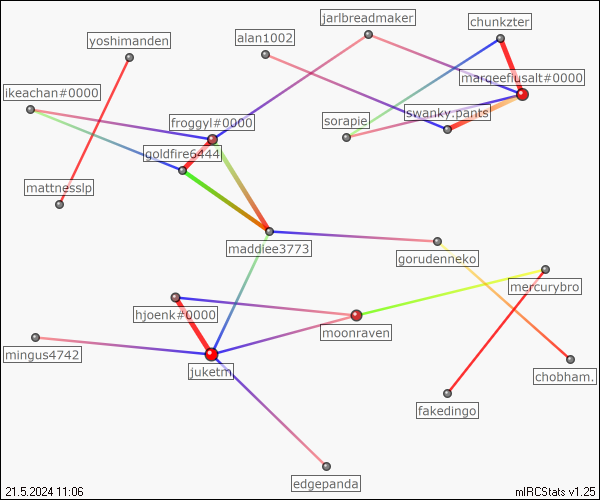 jarlbreadmaker
chunkzter
alan1002
yoshimanden
marqeeflusalt#0000
ikeachan#0000
swanky.pants
froggyl#0000
sorapie
goldfire6444
mattnesslp
maddiee3773
gorudenneko
mercurybro
hjoenk#0000
moonraven
mingus4742
juketm
chobham.
fakedingo
edgepanda
21.5.2024 11:06
mIRCStats v1.25